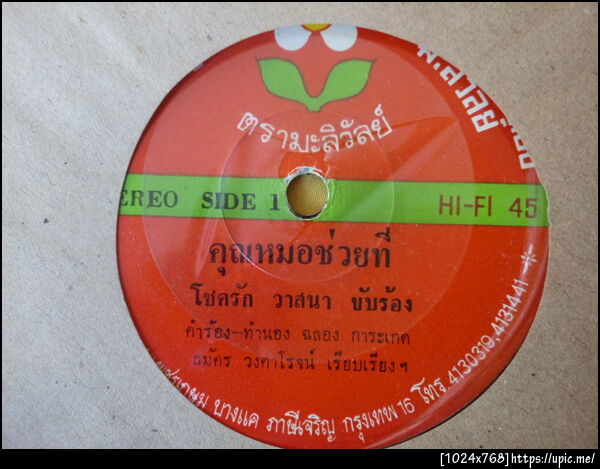 ตรามะลิวัลย์
EREO SIDE 1 HI-FI 45
คุณหมอช่วยที
โชครัก วาสนา ขับร้อง
คำร้อง-ทำนอง ฉลอง การะเกด
สมัคร วงคาโรจน์ เรียบเรียงฯ
บางแค ภาษีเจริญ กรุงเทพ 16 โทร. 4130319, 4131441 *
[1024x768]https://upic.me/